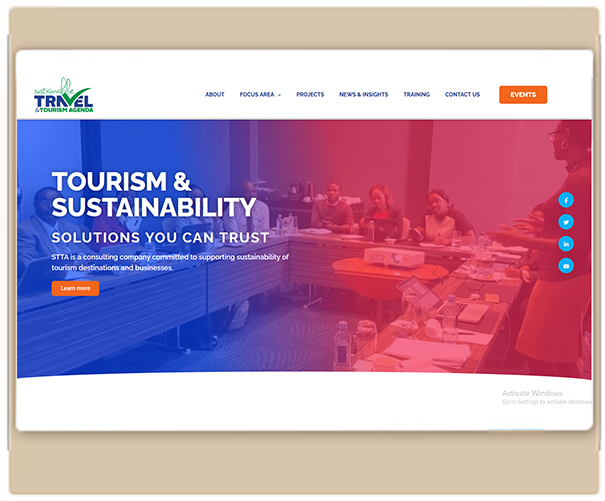 sustainable
TRAVEL
& TOURISM AGENDA
ABOUT
FOCUS AREA
PROJECTS
NEWS & INSIGHTS
TRAINING
CONTACT US
EVENTS
TOURISM &
SUSTAINABILITY
SOLUTIONS YOU CAN TRUST
STTA is a consulting company committed to supporting sustainability of
tourism destinations and businesses.
Learn more
Activate Windows
Go to Settings to activate Windows